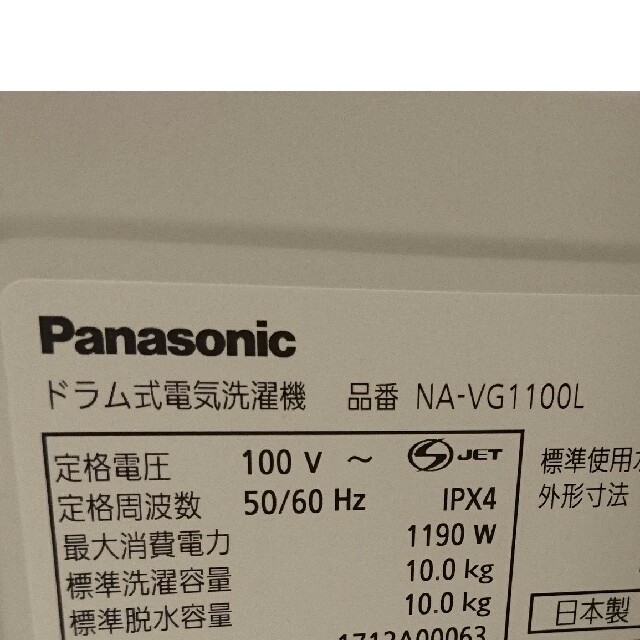 Panasonic
ドラム式電気洗濯機 品番 NA-VG1100L
定格電圧 100 V ～ S JET
定格周波数 50/60 Hz IPX4
最大消費電力 1190 W
標準洗濯容量 10.0 kg
標準脱水容量 10.0 kg
1712A00063
標準使用水
外形寸法
日本製